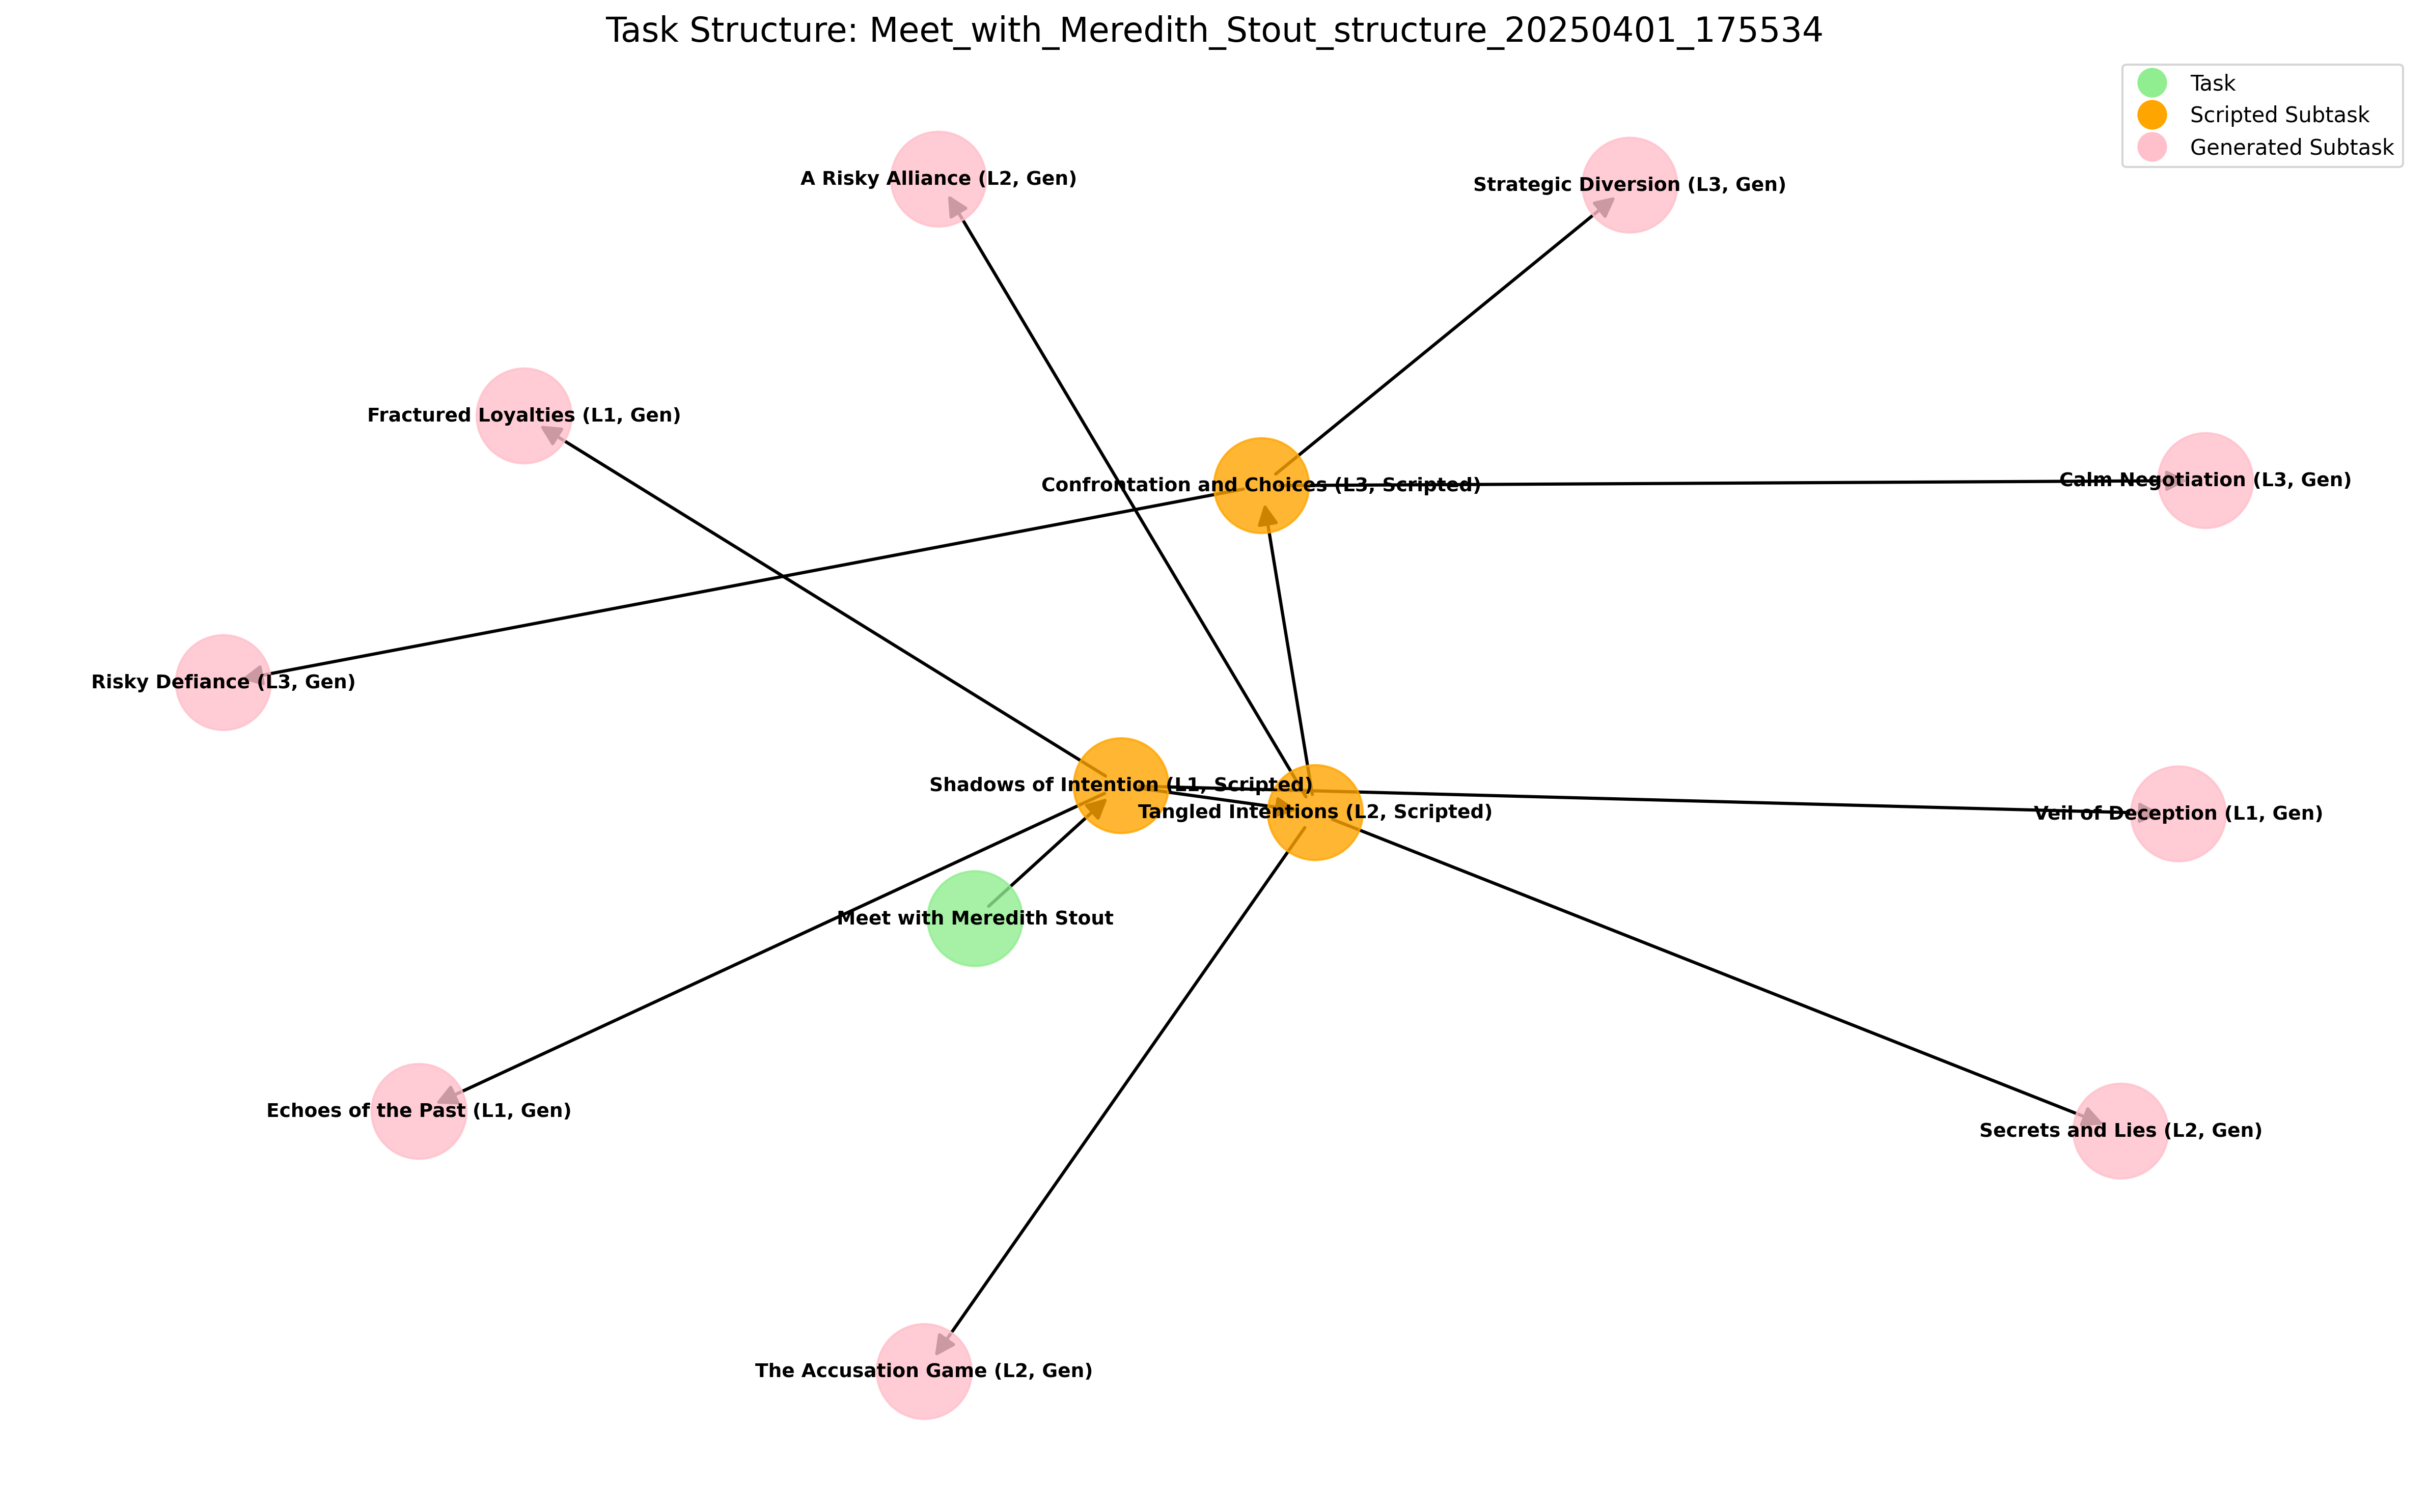 Task Structure: Meet_with_Meredith_Stout_structure_20250401_175534
Task
Scripted Subtask
Generated Subtask
A Risky Alliance (L2, Gen)
Strategic Diversion (L3, Gen)
Fractured Loyalties (L1, Gen)
Confrontation and Choices (L3, Scripted)
Calm Negotiation (L3, Gen)
Risky Defiance (L3, Gen)
Shadows of Intention (L1, Scripted)
Tangled Intentions (L2, Scripted)
Veil of Deception (L1, Gen)
Meet with Meredith Stout
Echoes of the Past (L1, Gen)
Secrets and Lies (L2, Gen)
The Accusation Game (L2, Gen)